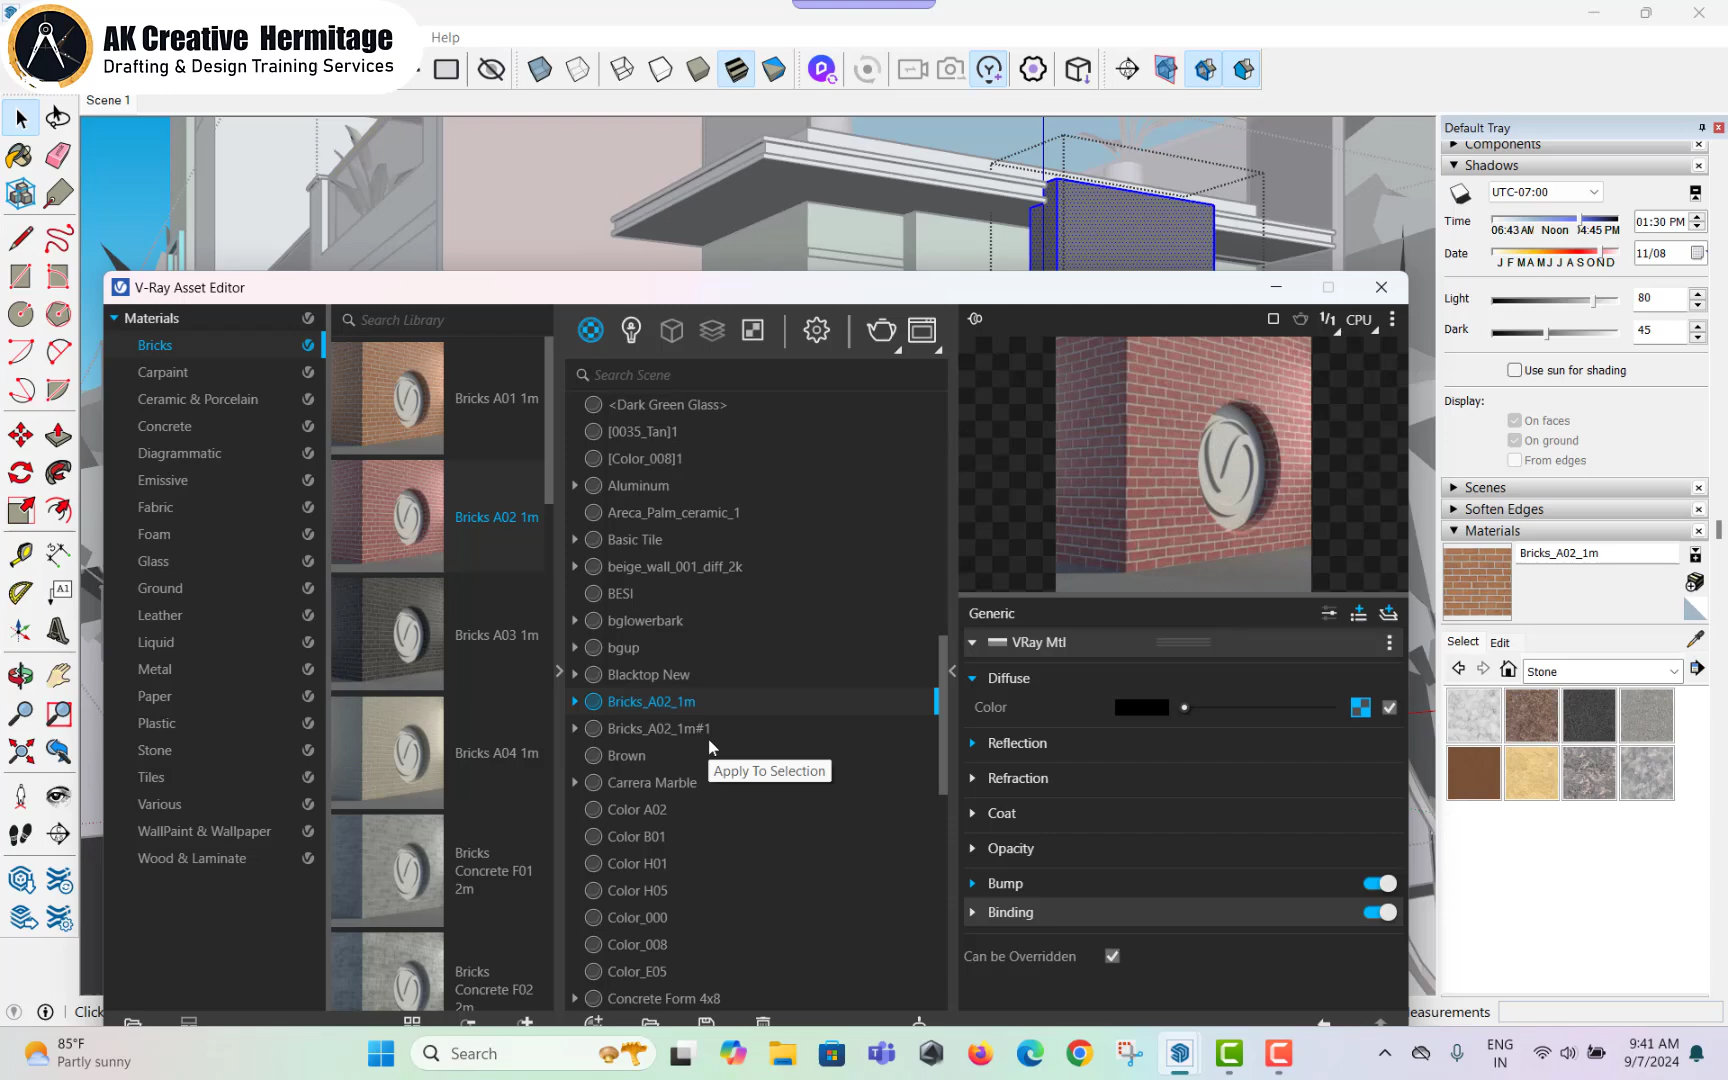 AK Creative Hermitage
Drafting & Design Training Services
Help
Scene 1
Default Tray
Components
Shadows
UTC-07:00
Time
06:43 AM Noon 04:45 PM
01:30 PM
Date
J F M A M J J A S O N D
11/08
Light
80
Dark
45
Use sun for shading
Display:
On faces
On ground
From edges
Scenes
Soften Edges
Materials
Bricks_A02_1m
Select
Edit
Stone
V-Ray Asset Editor
Materials
Bricks
Carpaint
Ceramic & Porcelain
Concrete
Diagrammatic
Emissive
Fabric
Foam
Glass
Ground
Leather
Liquid
Metal
Paper
Plastic
Stone
Tiles
Various
WallPaint & Wallpaper
Wood & Laminate
Search Library
Bricks A01 1m
Bricks A02 1m
Bricks A03 1m
Bricks A04 1m
Bricks
Concrete F01
2m
Bricks
Concrete F02
2m
Search Scene
<Dark Green Glass>
[0035_Tan]1
[Color_008]1
Aluminum
Areca_Palm_ceramic_1
Basic Tile
beige_wall_001_diff_2k
BESI
bglowerbark
bgup
Blacktop New
Bricks_A02_1m
Bricks_A02_1m#1
Brown
Apply To Selection
Carrera Marble
Color A02
Color B01
Color H01
Color H05
Color_000
Color_008
Color_E05
Concrete Form 4x8
1/1
CPU
Generic
VRay Mtl
Diffuse
Color
Reflection
Refraction
Coat
Opacity
Bump
Binding
Can be Overridden
A1
Click
easurements
85°F
Partly sunny
Search
ENG
IN
9:41 AM
9/7/2024